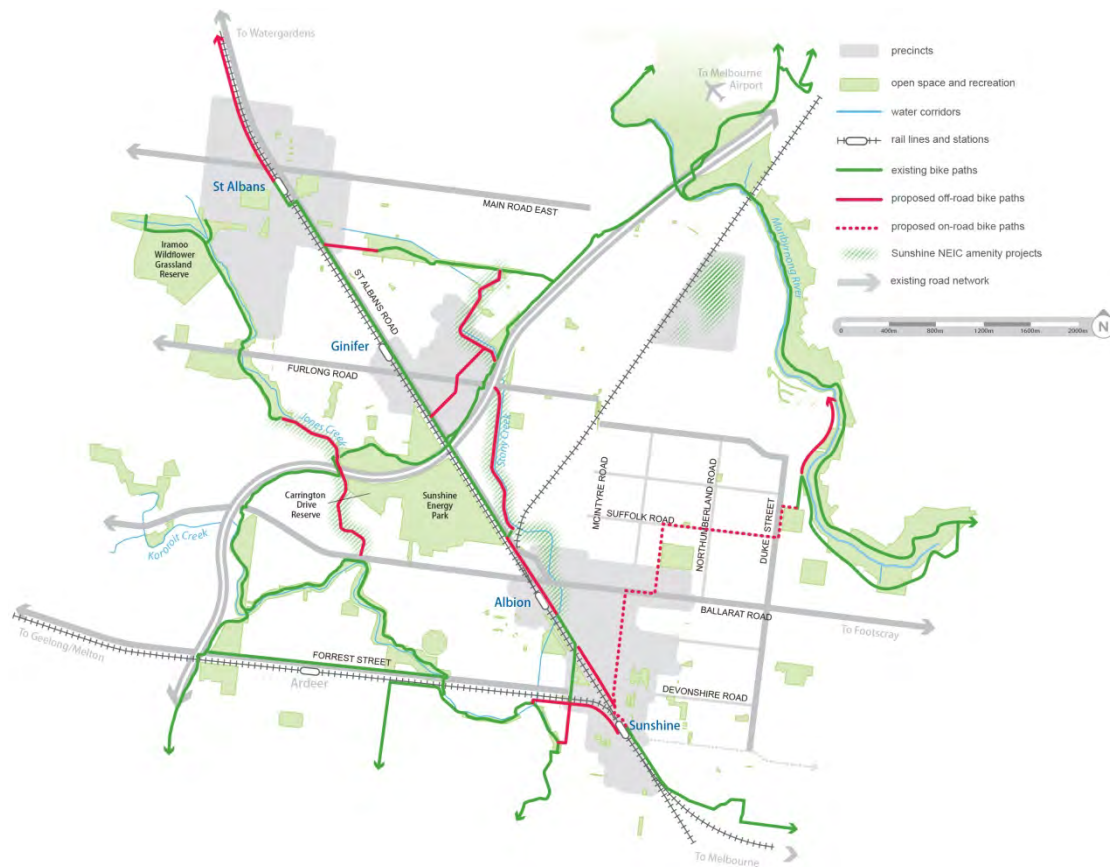 To Watergardens
To Melbourne
Airport
St Albans
MAIN ROAD EAST
Maribyrnong River
Iramoo
Wildflower
Grassland
Reserve
ST ALBANS ROAD
Ginifer
FURLONG ROAD
Jones Creek
Stony Creek
Carrington
Drive
Reserve
Sunshine
Energy
Park
MCINTYRE ROAD
SUFFOLK ROAD
NORTHUMBERLAND ROAD
DUKE STREET
Kororoit Creek
Albion
BALLARAT ROAD
To Footscray
To Geelong/Melton
FORREST STREET
Ardeer
DEVONSHIRE ROAD
Sunshine
To Melbourne
precincts
open space and recreation
water corridors
rail lines and stations
existing bike paths
proposed off-road bike paths
proposed on-road bike paths
Sunshine NEIC amenity projects
existing road network
0 400m 800m 1200m 1600m 2000m
N